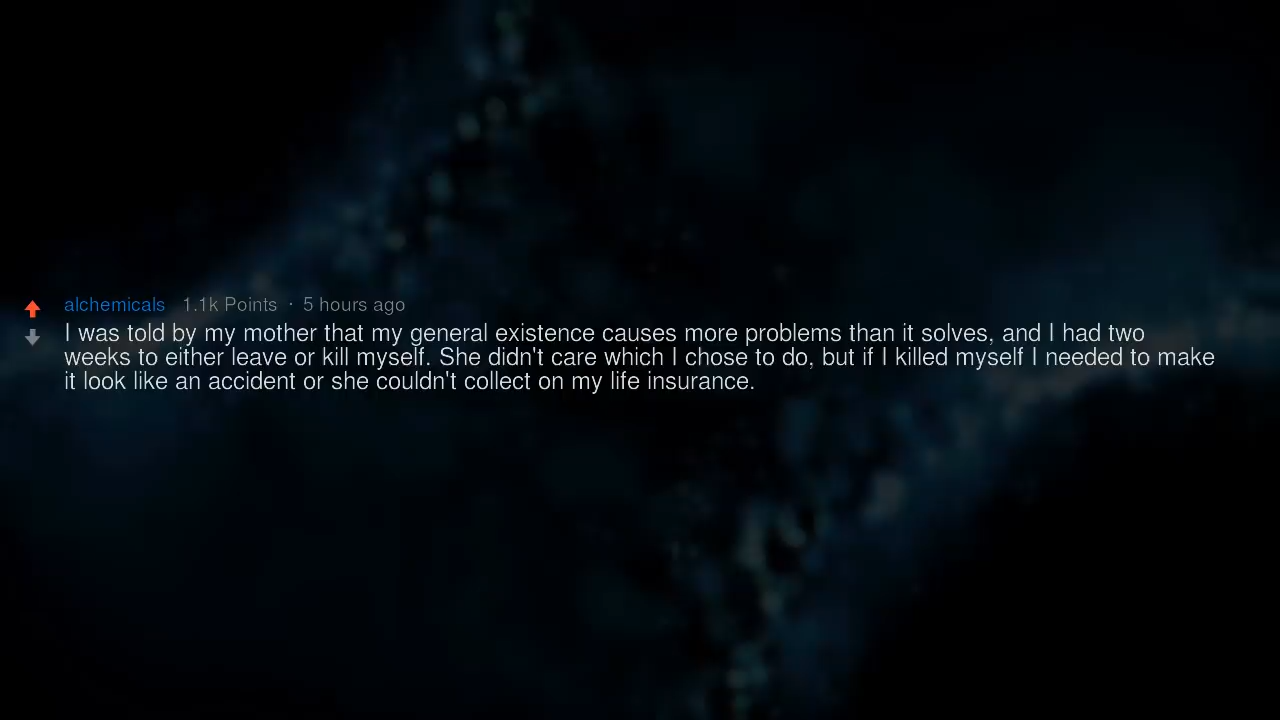 alchemicals 1.1k Points · 5 hours ago
I was told by my mother that my general existence causes more problems than it solves, and I had two
weeks to either leave or kill myself. She didn't care which I chose to do, but if I killed myself I needed to make
it look like an accident or she couldn't collect on my life insurance.